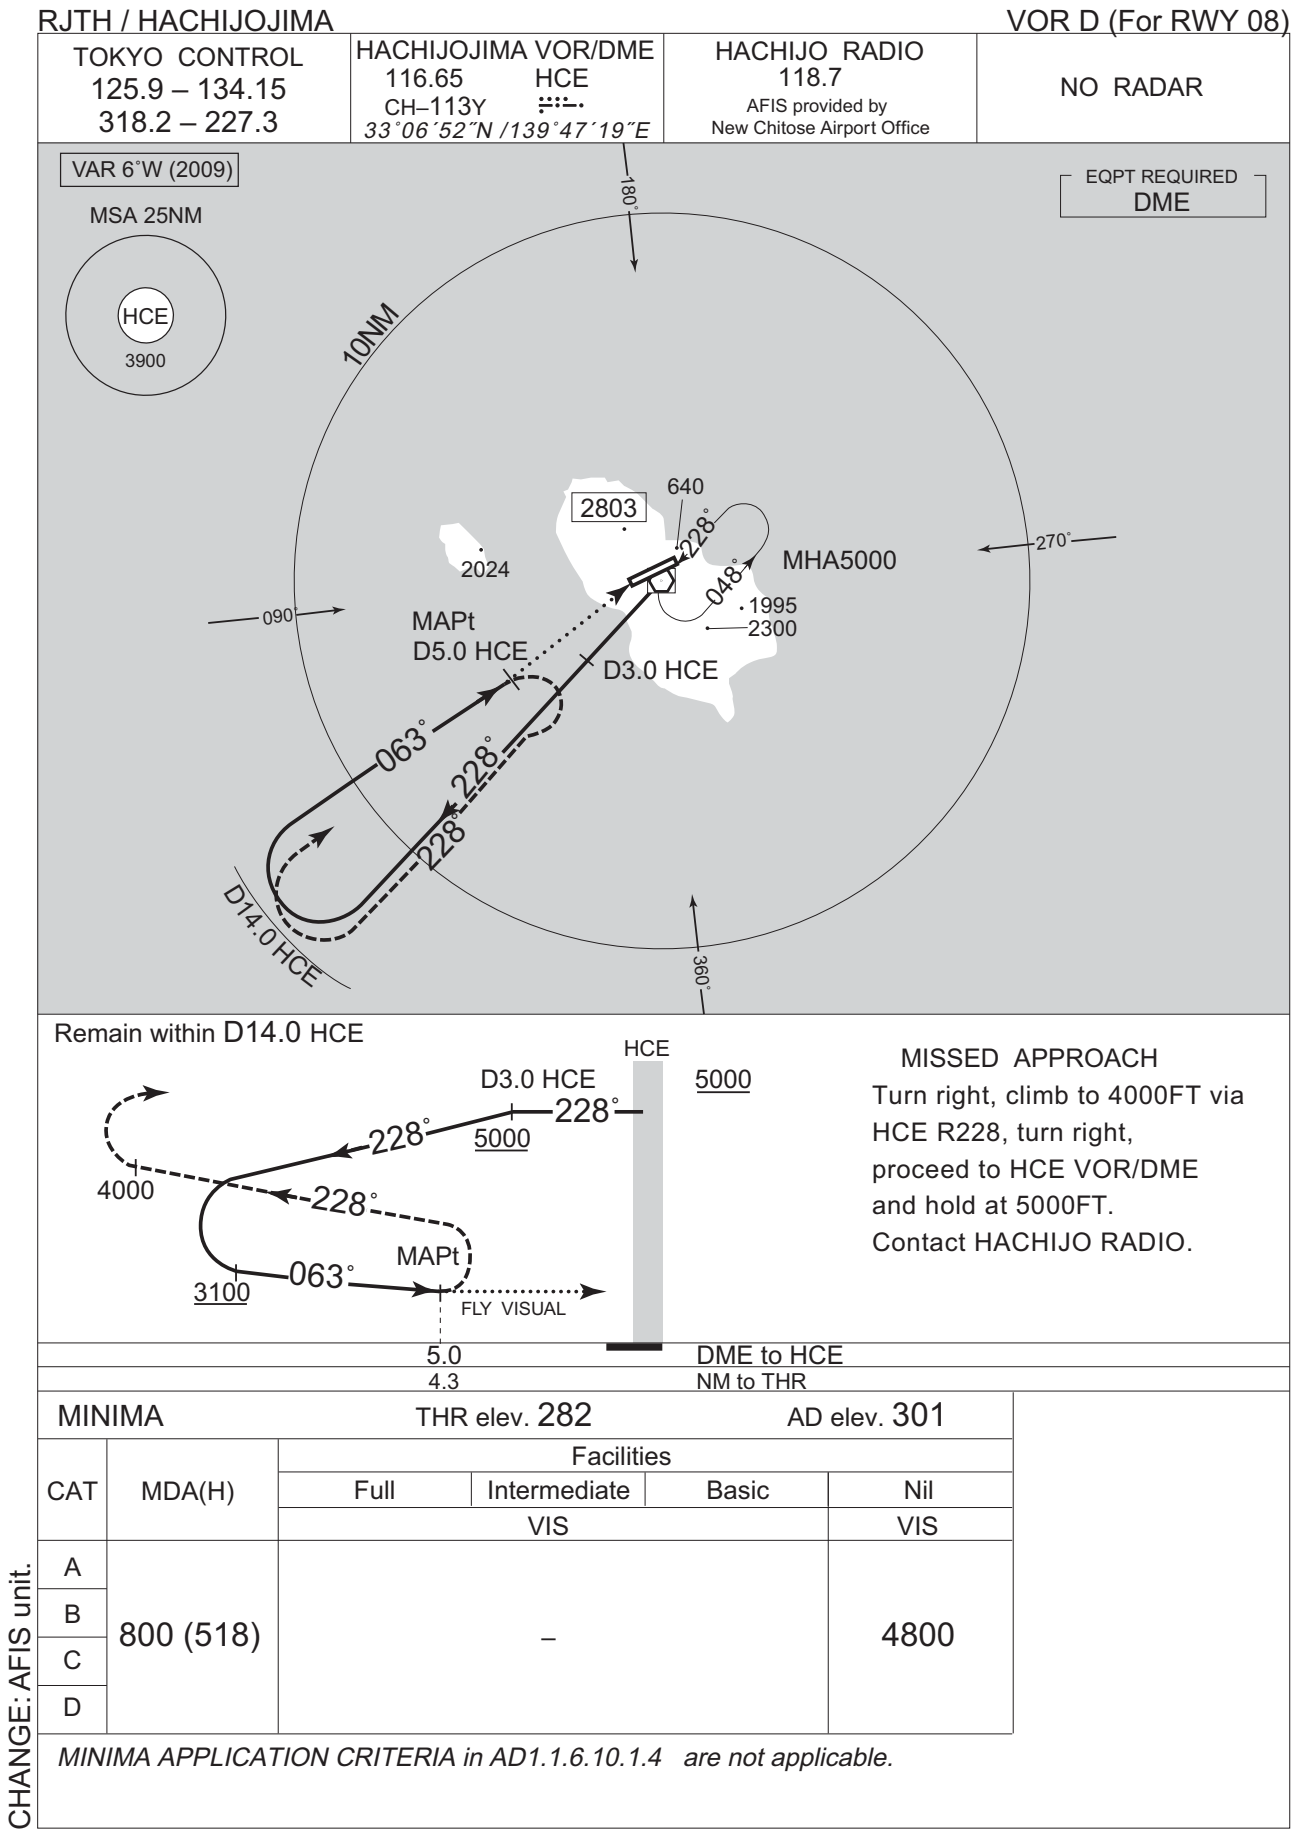 RJTH / HACHIJOJIMA
VOR D (For RWY 08)
TOKYO CONTROL
125.9 – 134.15
318.2 – 227.3
HACHIJOJIMA VOR/DME
116.65 HCE
CH–113Y
33°06´52˝N /139°47´19˝E
HACHIJO RADIO
118.7
AFIS provided by
New Chitose Airport Office
NO RADAR
VAR 6°W (2009)
MSA 25NM
HCE
3900
EQPT REQUIRED
DME
180°
10NM
2803
640
228°
270°
MHA5000
2024
048°
1995
2300
090°
MAPt
D5.0 HCE
D3.0 HCE
063°
228°
228°
D14.0 HCE
360°
Remain within D14.0 HCE
HCE
D3.0 HCE
5000
228°
228°
5000
4000
228°
MAPt
063°
3100
FLY VISUAL
MISSED APPROACH
Turn right, climb to 4000FT via
HCE R228, turn right,
proceed to HCE VOR/DME
and hold at 5000FT.
Contact HACHIJO RADIO.
5.0 DME to HCE
4.3 NM to THR
MINIMA THR elev. 282 AD elev. 301
CAT MDA(H) Facilities
Full Intermediate Basic Nil
VIS VIS
A
B
C
D
800 (518) – 4800
MINIMA APPLICATION CRITERIA in AD1.1.6.10.1.4 are not applicable.
CHANGE: AFIS unit.